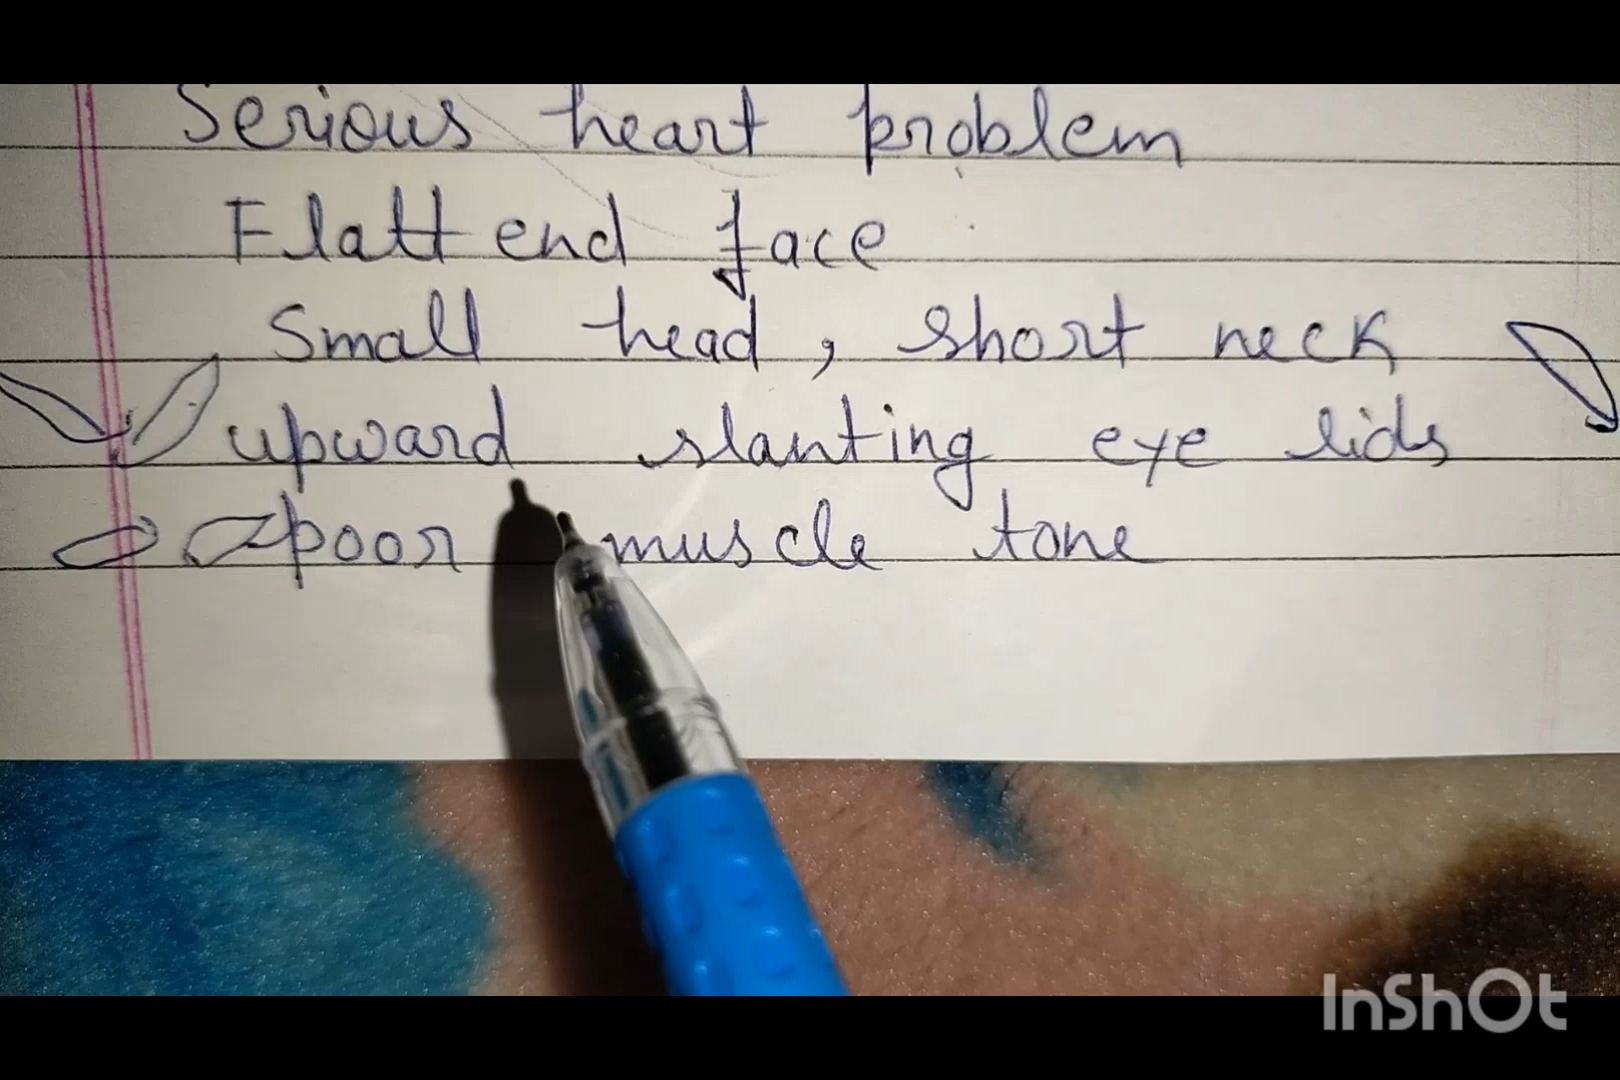 Serious heart problem
Flattend face
Small head, short neck
upward slanting eye lids
poor muscle tone
InShOt